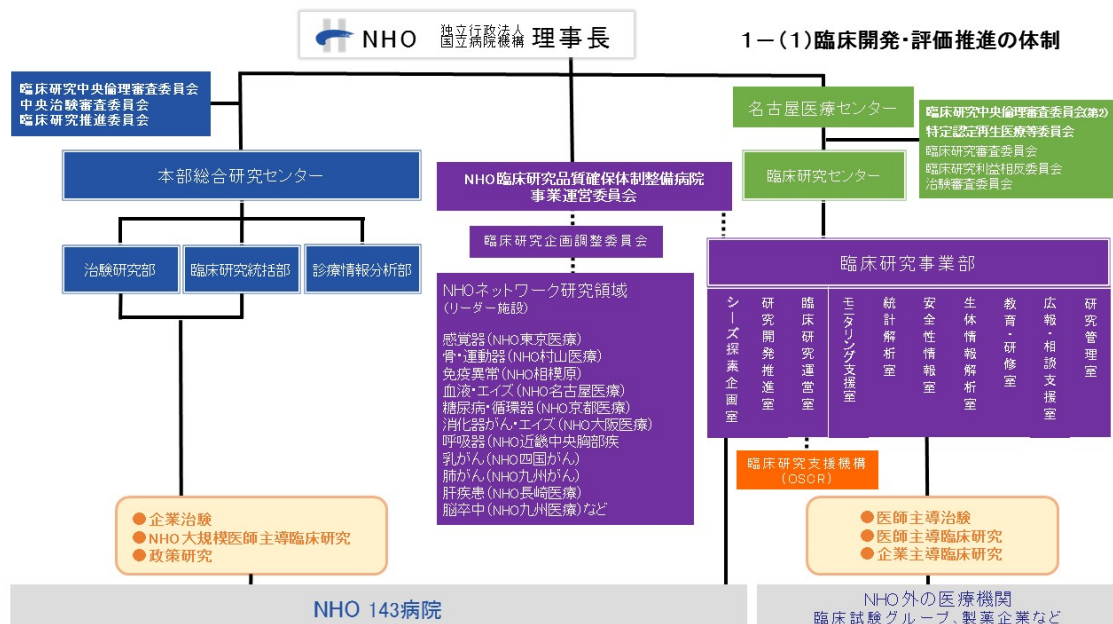 NHO 独立行政法人 国立病院機構 理事長
1－(1)臨床開発・評価推進の体制
臨床研究中央倫理審査委員会
中央治験審査委員会
臨床研究推進委員会
本部総合研究センター
治験研究部
臨床研究統括部
診療情報分析部
●企業治験
●NHO大規模医師主導臨床研究
●政策研究
NHO臨床研究品質確保体制整備病院
事業運営委員会
臨床研究企画調整委員会
NHOネットワーク研究領域
(リーダー施設)
感覚器(NHO東京医療)
骨・運動器(NHO村山医療)
免疫異常(NHO相模原)
血液・エイズ(NHO名古屋医療)
糖尿病・循環器(NHO京都医療)
消化器がん・エイズ(NHO大阪医療)
呼吸器(NHO近畿中央胸部疾
乳がん(NHO四国がん)
肺がん(NHO九州がん)
肝疾患(NHO長崎医療)
脳卒中(NHO九州医療)など
名古屋医療センター
臨床研究中央倫理審査委員会(第2)
特定認定再生医療等委員会
臨床研究審査委員会
臨床研究利益相反委員会
治験審査委員会
臨床研究センター
臨床研究事業部
シーズ探索企画室
研究開発推進室
臨床研究運営室
モニタリング支援室
統計解析室
安全性情報室
生体情報解析室
教育・研修室
広報・相談支援室
研究管理室
臨床研究支援機構
(OSCR)
●医師主導治験
●医師主導臨床研究
●企業主導臨床研究
NHO 143病院
NHO外の医療機関
臨床試験グループ、製薬企業など